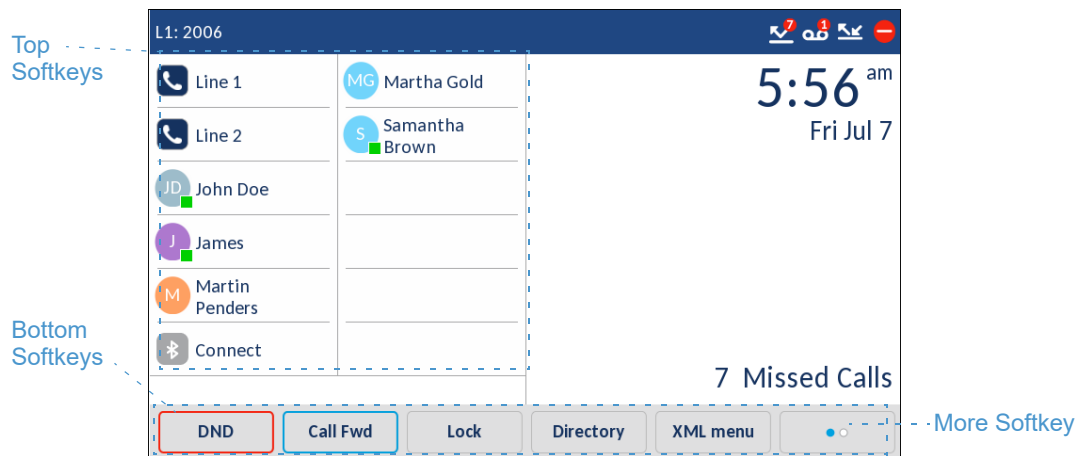 L1: 2006
7
1
Top
Softkeys
Line 1
Line 2
JD John Doe
J James
M Martin
Penders
Connect
MG Martha Gold
S Samantha
Brown
5:56 am
Fri Jul 7
7 Missed Calls
Bottom
Softkeys
DND
Call Fwd
Lock
Directory
XML menu
More Softkey